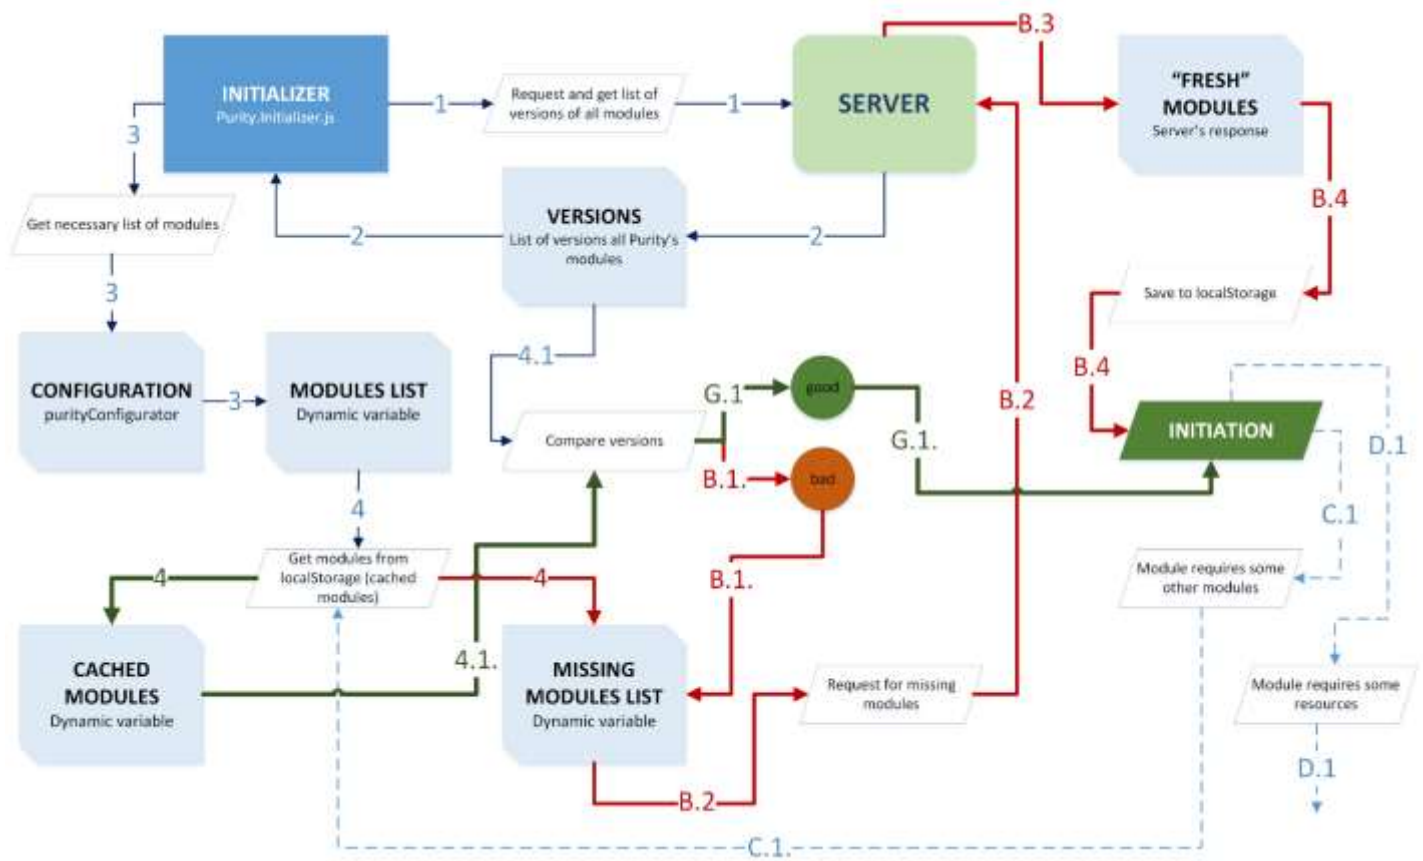 B.3
INITIALIZER
Purity.Initializer.js
1
Request and get list of
versions of all modules
1
SERVER
"FRESH"
MODULES
Server's response
3
Get necessary list of modules
2
VERSIONS
List of versions all Purity's
modules
2
B.4
3
Save to localStorage
4.1
CONFIGURATION
purityConfigurator
3
MODULES LIST
Dynamic variable
G.1
good
B.2
B.4
Compare versions
G.1.
INITIATION
D.1
B.1.
bad
4
C.1
4
Get modules from
localStorage (cached
modules)
4
B.1.
Module requires some
other modules
CACHED
MODULES
Dynamic variable
4.1.
MISSING
MODULES LIST
Dynamic variable
Request for missing
modules
Module requires some
resources
D.1
B.2
C.1.